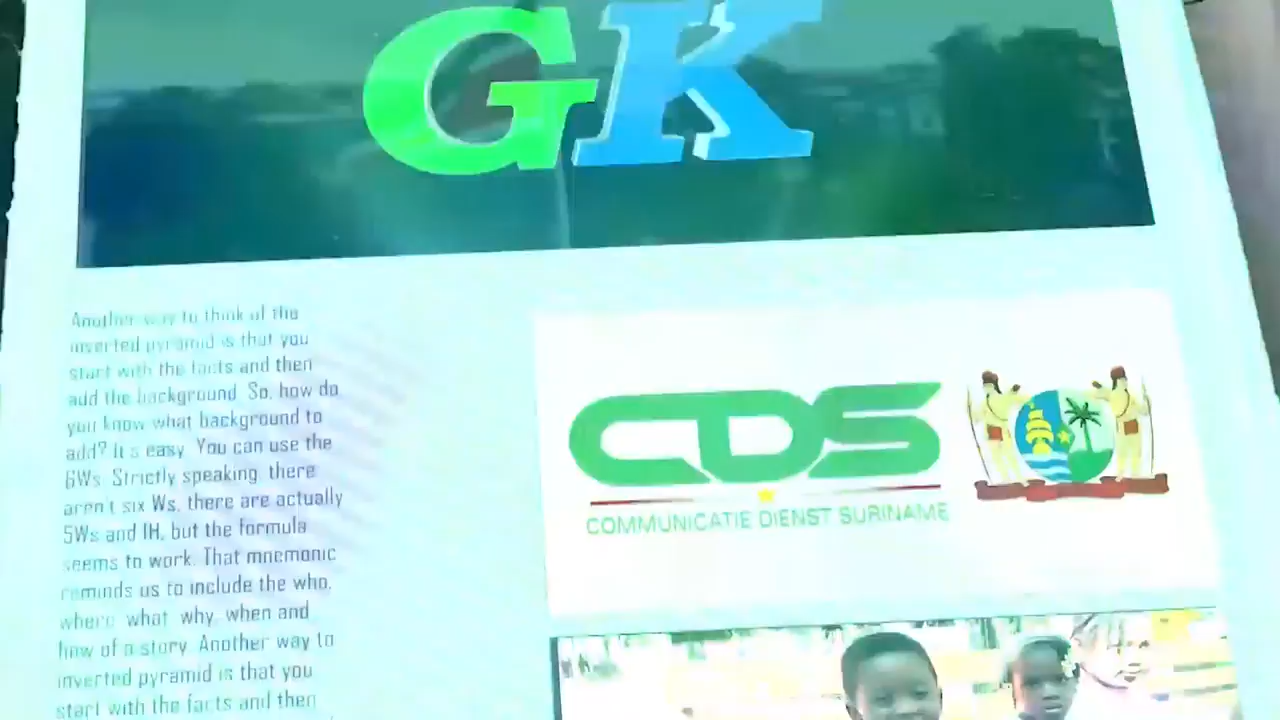 GK
Another way to think of the
inverted pyramid is that you
start with the facts and then
add the background. So, how do
you know what background to
add? It s easy. You can use the
6Ws. Strictly speaking, there
aren t six Ws, there are actually
5Ws and IH, but the formula
seems to work. That mnemonic
reminds us to include the who,
where what why, when and
how of a story. Another way to
inverted pyramid is that you
start with the facts and then
CDS
COMMUNICATIE DIENST SURINAME